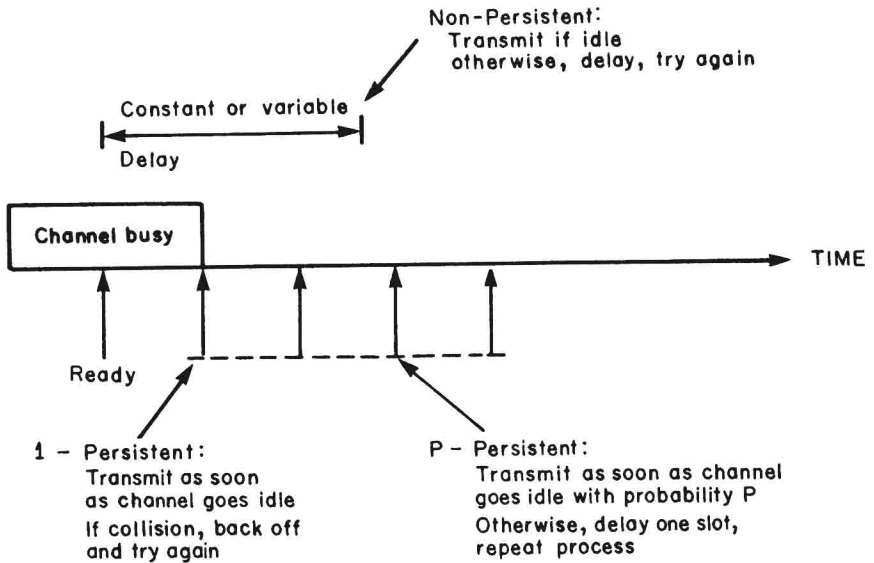 Non-Persistent:
Transmit if idle
otherwise, delay, try again
Constant or variable
Delay
Channel busy
TIME
Ready
1 - Persistent:
Transmit as soon
as channel goes idle
If collision, back off
and try again
P - Persistent:
Transmit as soon as channel
goes idle with probability P
Otherwise, delay one slot,
repeat process